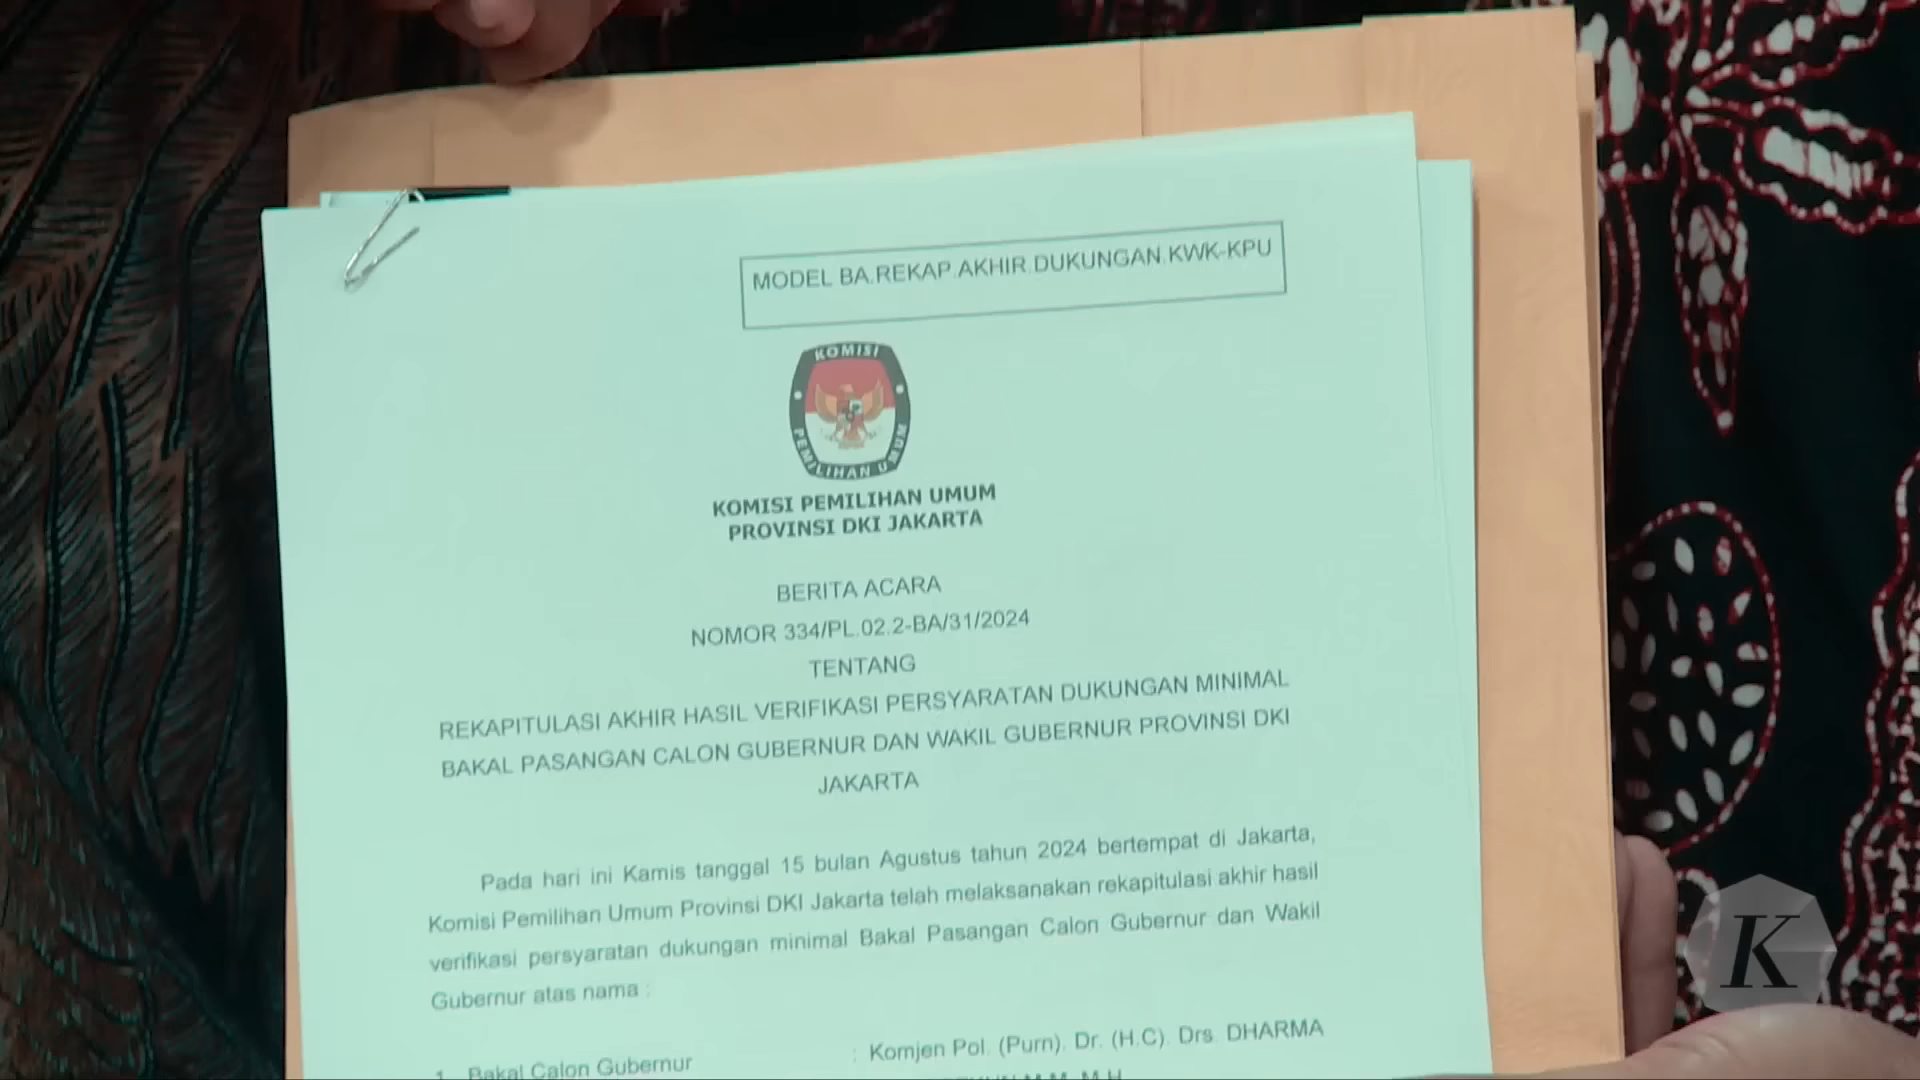 MODEL BA.REKAP.AKHIR.DUKUNGAN.KWK-KPU
KOMISI
PEMILIHAN UMUM
KOMISI PEMILIHAN UMUM
PROVINSI DKI JAKARTA
BERITA ACARA
NOMOR 334/PL.02.2-BA/31/2024
TENTANG
REKAPITULASI AKHIR HASIL VERIFIKASI PERSYARATAN DUKUNGAN MINIMAL
BAKAL PASANGAN CALON GUBERNUR DAN WAKIL GUBERNUR PROVINSI DKI
JAKARTA
Pada hari ini Kamis tanggal 15 bulan Agustus tahun 2024 bertempat di Jakarta,
Komisi Pemilihan Umum Provinsi DKI Jakarta telah melaksanakan rekapitulasi akhir hasil
verifikasi persyaratan dukungan minimal Bakal Pasangan Calon Gubernur dan Wakil
Gubernur atas nama :
1. Bakal Calon Gubernur : Komjen Pol. (Purn). Dr. (H.C). Drs. DHARMA
M.M. M.H
K